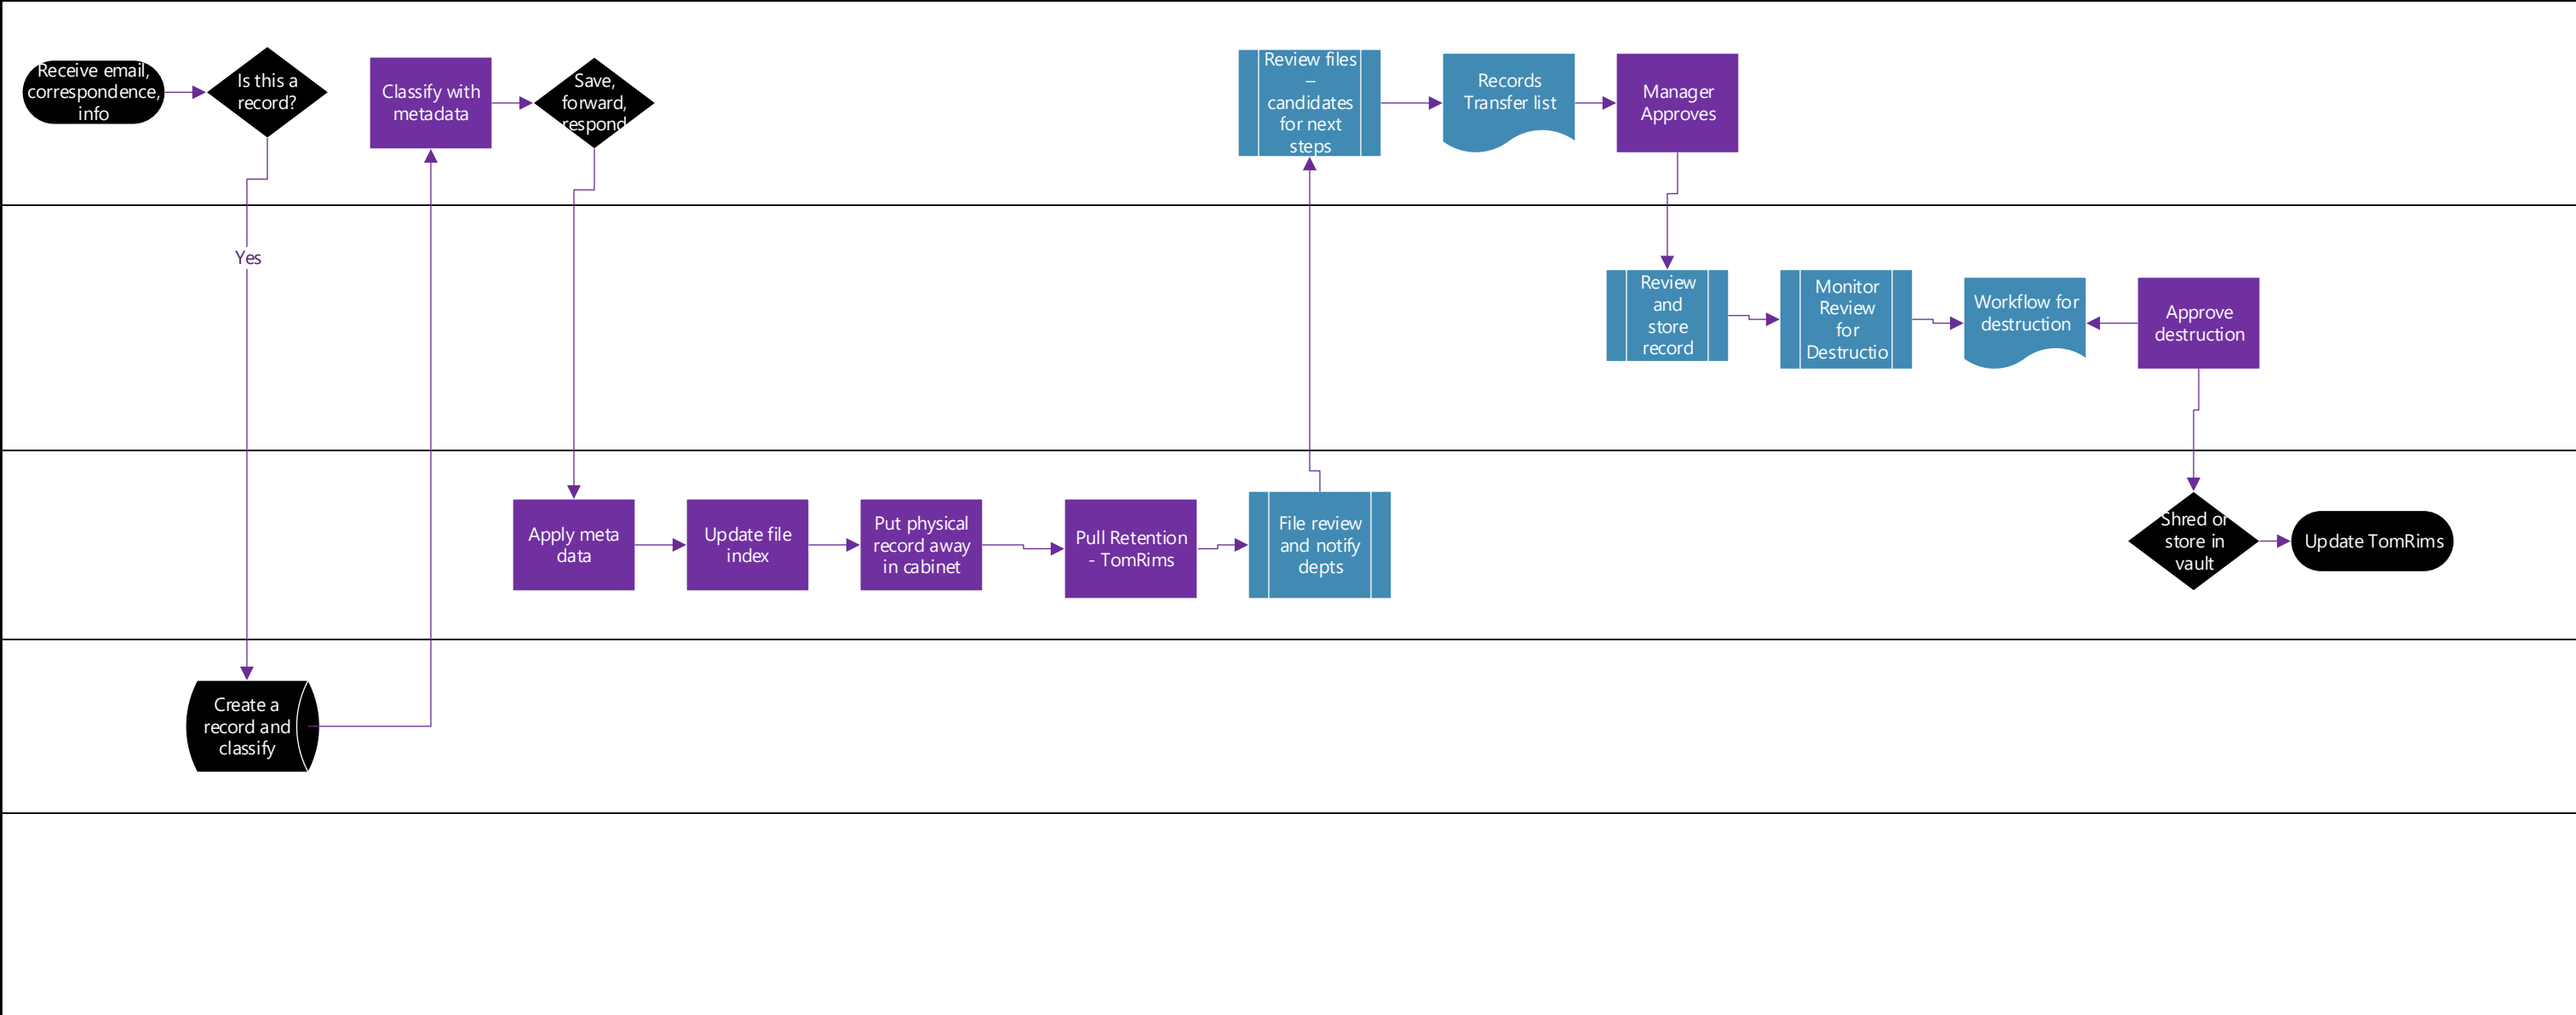 Receive email,
correspondence,
info
Is this a
record?
Classify with
metadata
Save,
forward,
respond
Review files
–
candidates
for next
steps
Records
Transfer list
Manager
Approves
Yes
Review
and
store
record
Monitor
Review
for
Destructio
Workflow for
destruction
Approve
destruction
Apply meta
data
Update file
index
Put physical
record away
in cabinet
Pull Retention
- TomRims
File review
and notify
depts
Shred or
store in
vault
Update TomRims
Create a
record and
classify